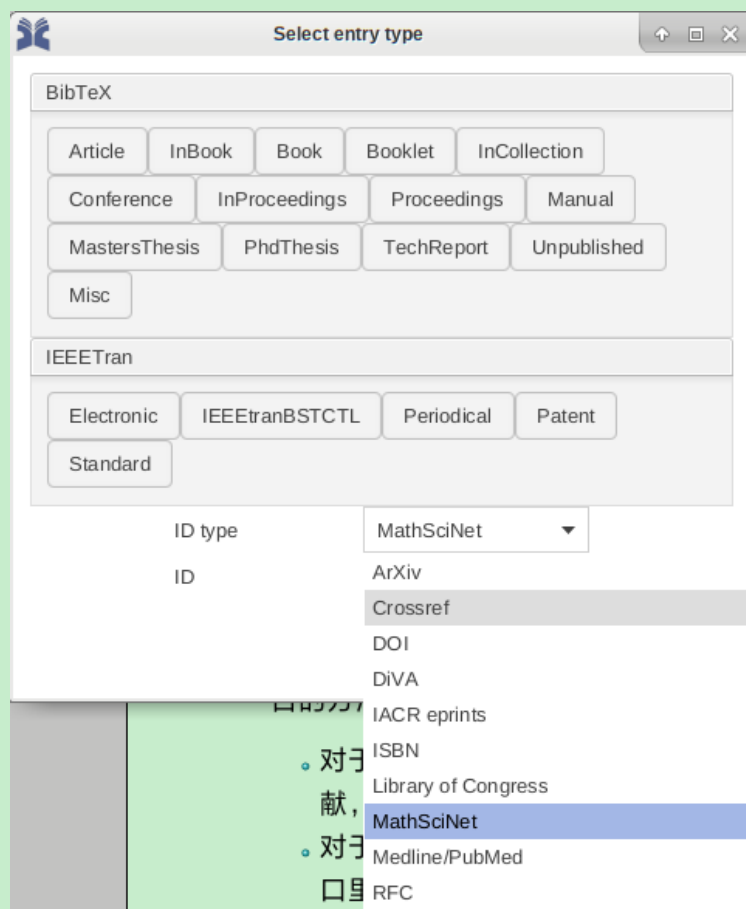 Select entry type
BibTeX
Article InBook Book Booklet InCollection
Conference InProceedings Proceedings Manual
MastersThesis PhdThesis TechReport Unpublished
Misc
IEEETran
Electronic IEEEtranBSTCTL Periodical Patent
Standard
ID type MathSciNet
ID
ArXiv
Crossref
DOI
DiVA
IACR eprints
ISBN
Library of Congress
MathSciNet
Medline/PubMed
RFC
对于
献，
对于
口里